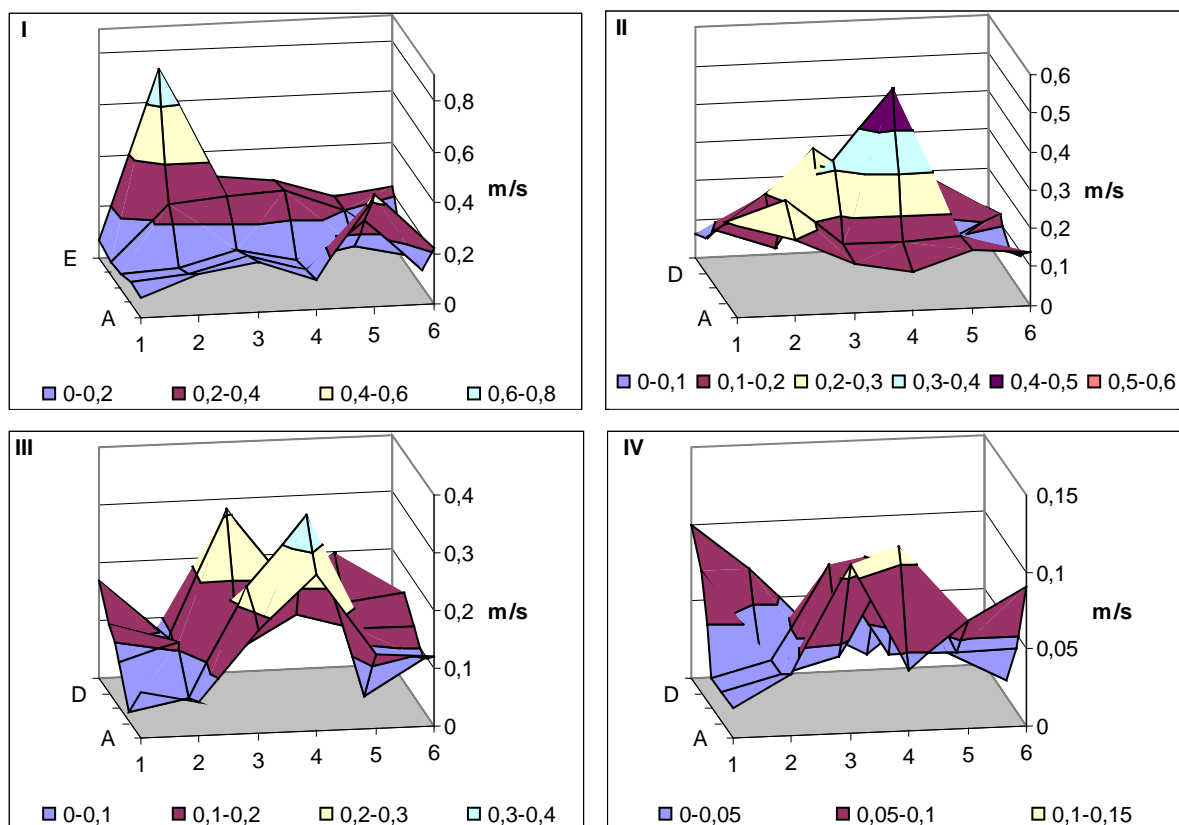 I
0,8
0,6
m/s
0,4
E
0,2
A
0
1 2 3 4 5 6
0-0,2 0,2-0,4 0,4-0,6 0,6-0,8
II
0,6
0,5
0,4
0,3
m/s
0,2
D
0,1
A
0
1 2 3 4 5 6
0-0,1 0,1-0,2 0,2-0,3 0,3-0,4 0,4-0,5 0,5-0,6
III
0,4
0,3
0,2
m/s
0,1
D
A
0
1 2 3 4 5 6
0-0,1 0,1-0,2 0,2-0,3 0,3-0,4
IV
0,15
0,1
m/s
0,05
D
A
0
1 2 3 4 5 6
0-0,05 0,05-0,1 0,1-0,15